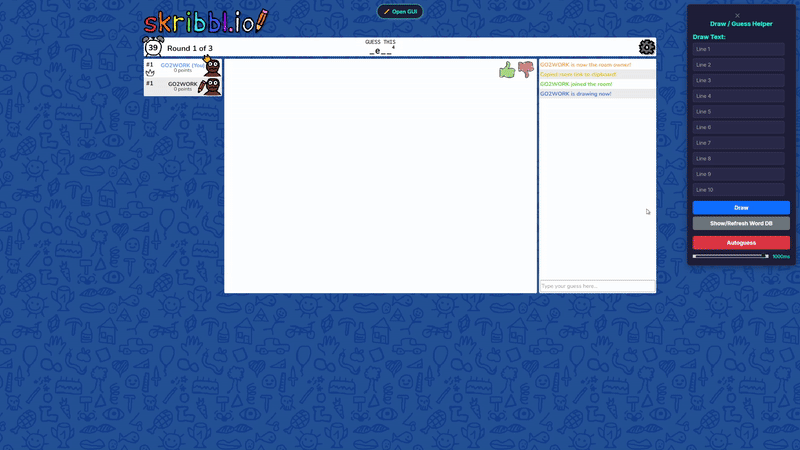 Open GUI
skribbl.io
39
Round 1 of 3
GUESS THIS
_e__ 4
#1
GO2WORK (You)
0 points
#1
GO2WORK
0 points
GO2WORK is now the room owner!
Copied room link to clipboard!
GO2WORK joined the room!
GO2WORK is drawing now!
Type your guess here...
×
Draw / Guess Helper
Draw Text:
Line 1
Line 2
Line 3
Line 4
Line 5
Line 6
Line 7
Line 8
Line 9
Line 10
Draw
Show/Refresh Word DB
Autoguess
1000ms